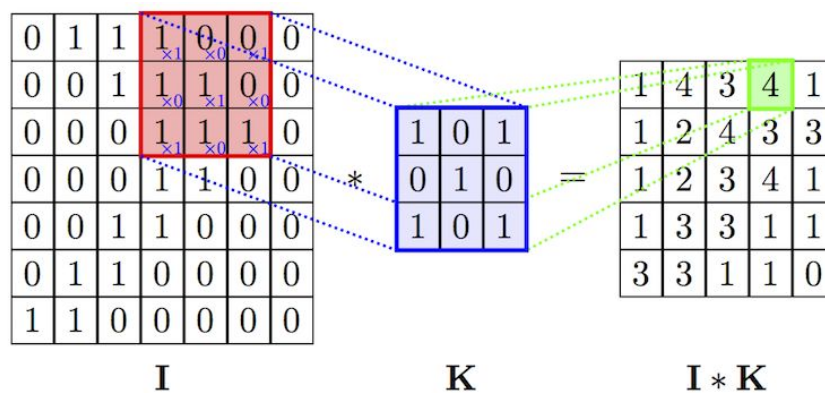 0 1 1 1×1 0×0 0×1 0
0 0 1 1×0 1×1 0×0 0
0 0 0 1×1 1×0 1×1 0
0 0 0 1 1 0 0
0 0 1 1 0 0 0
0 1 1 0 0 0 0
1 1 0 0 0 0 0
I
*
1 0 1
0 1 0
1 0 1
K
=
1 4 3 4 1
1 2 4 3 3
1 2 3 4 1
1 3 3 1 1
3 3 1 1 0
I * K